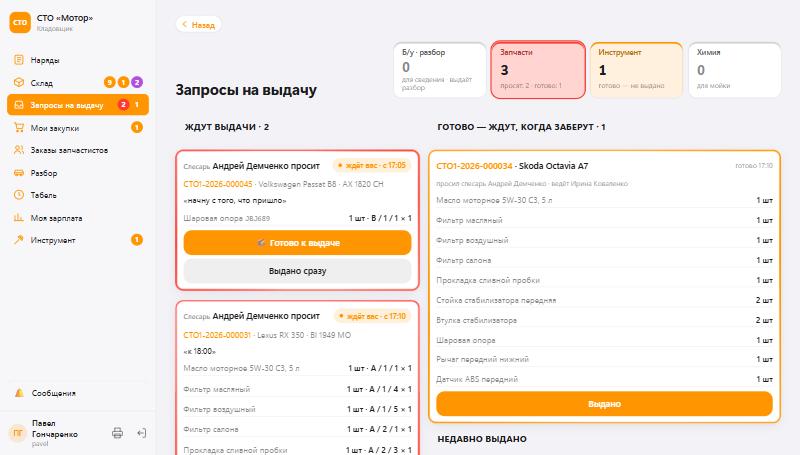 СТО
СТО «Мотор»
Кладовщик
Наряды
Склад 9 1 2
Запросы на выдачу 2 1
Мои закупки 1
Заказы запчастистов
Разбор
Табель
Моя зарплата
Инструмент 1
Сообщения
ПГ
Павел
Гончаренко
pavel
Назад
Запросы на выдачу
Б/у · разбор
0
для сведения · выдаёт
разбор
Запчасти
3
просят: 2 · готово: 1
Инструмент
1
готово — не выдано
Химия
0
для мойки
ЖДУТ ВЫДАЧИ · 2
Слесарь Андрей Демченко просит ждёт вас · с 17:05
СТО1-2026-000045 · Volkswagen Passat B8 · AX 1820 CH
«начну с того, что пришло»
Шаровая опора JBJ689 1 шт · B / 1 / 1 × 1
Готово к выдаче
Выдано сразу
Слесарь Андрей Демченко просит ждёт вас · с 17:10
СТО1-2026-000031 · Lexus RX 350 · BI 1949 MO
«к 18:00»
Масло моторное 5W-30 C3, 5 л 1 шт · A / 1 / 1 × 1
Фильтр масляный 1 шт · A / 1 / 4 × 1
Фильтр воздушный 1 шт · A / 1 / 5 × 1
Фильтр салона 1 шт · A / 2 / 1 × 1
Прокладка сливной пробки 1 шт · A / 2 / 3 × 1
ГОТОВО — ЖДУТ, КОГДА ЗАБЕРУТ · 1
СТО1-2026-000034 · Skoda Octavia A7 готово 17:10
просил слесарь Андрей Демченко · ведёт Ирина Коваленко
Масло моторное 5W-30 C3, 5 л 1 шт
Фильтр масляный 1 шт
Фильтр воздушный 1 шт
Фильтр салона 1 шт
Прокладка сливной пробки 1 шт
Стойка стабилизатора передняя 2 шт
Втулка стабилизатора 2 шт
Шаровая опора 1 шт
Рычаг передний нижний 1 шт
Датчик ABS передний 1 шт
Выдано
НЕДАВНО ВЫДАНО